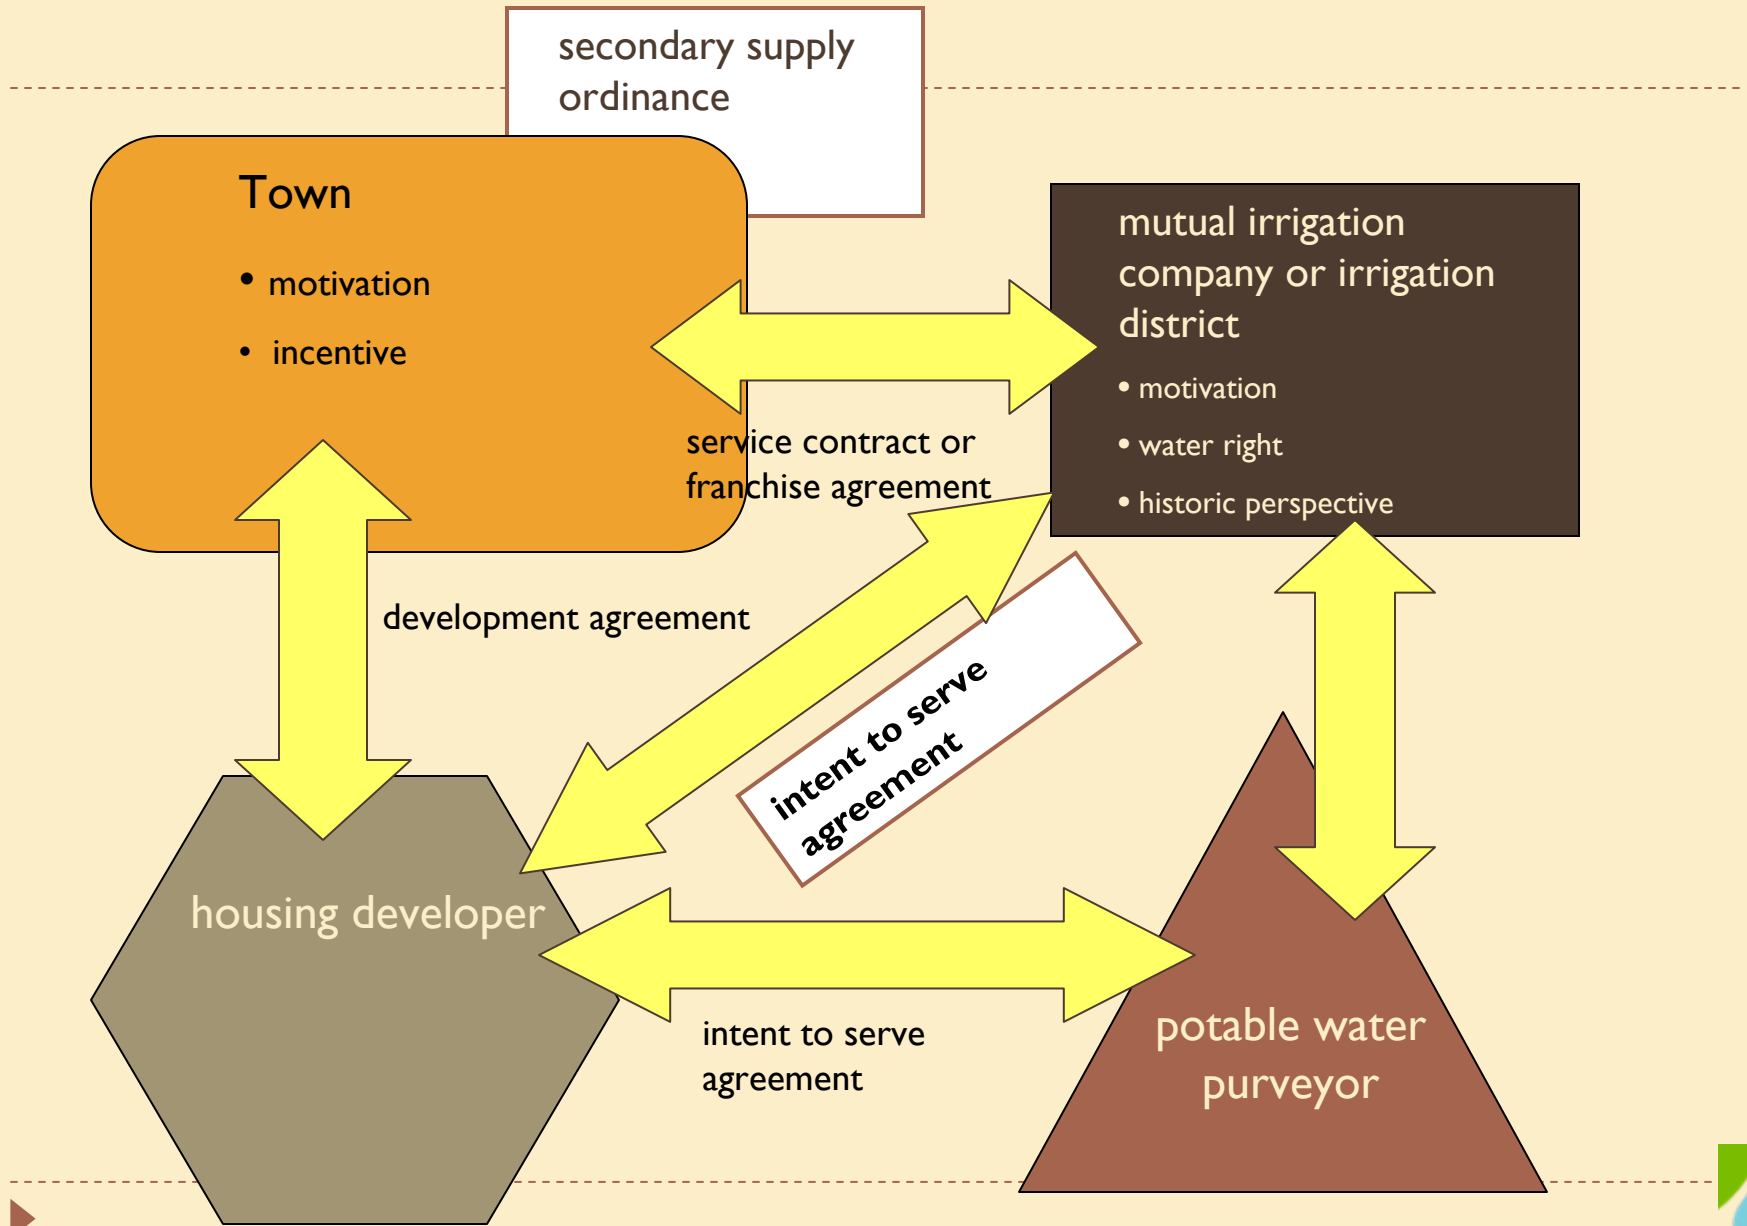 secondary supply
ordinance
Town
• motivation
• incentive
mutual irrigation
company or irrigation
district
• motivation
• water right
• historic perspective
service contract or
franchise agreement
development agreement
intent to serve
agreement
housing developer
intent to serve
agreement
potable water
purveyor